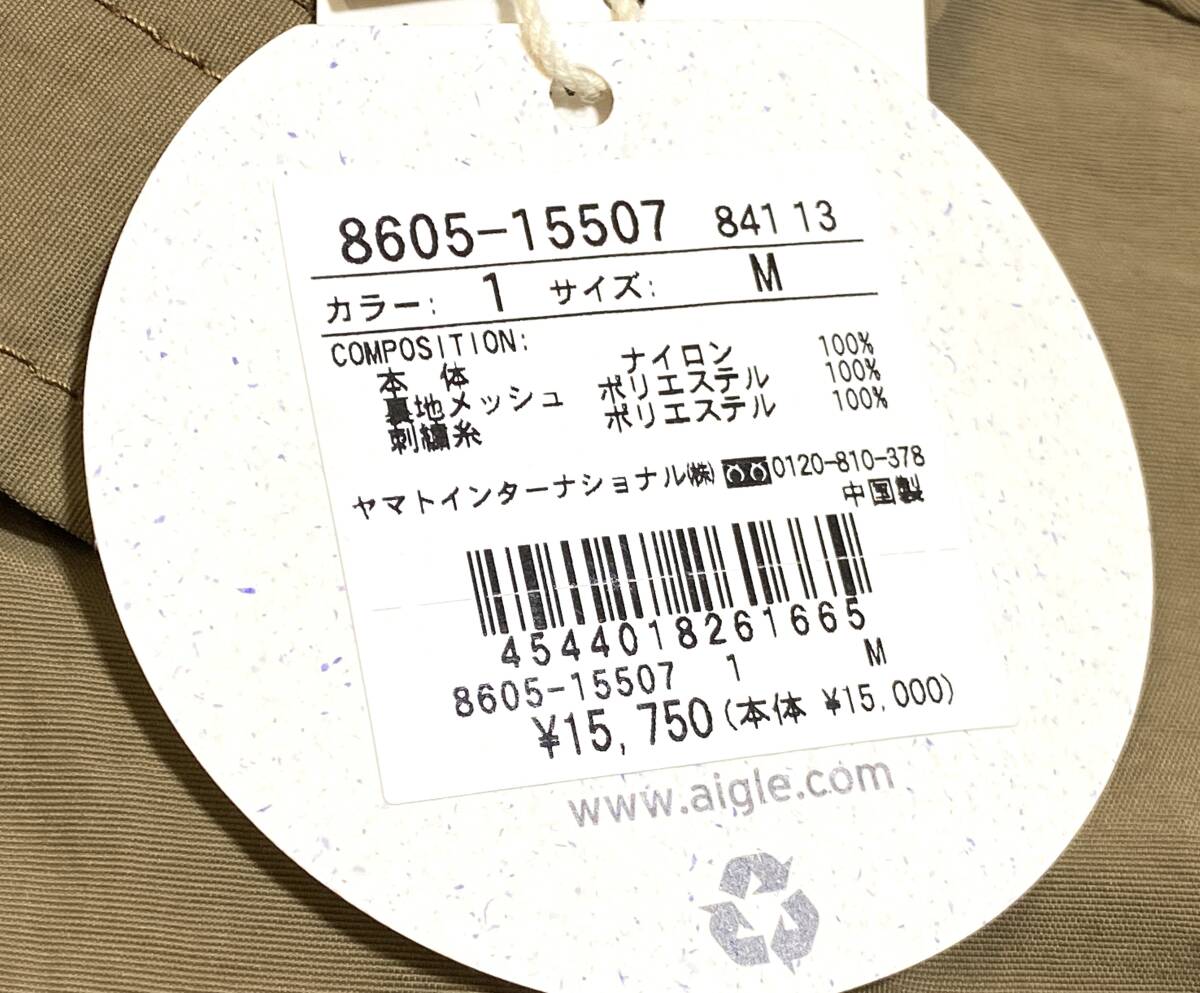 8605-15507 841 13
カラー: 1 サイズ: M
COMPOSITION:
本 体 ナイロン 100%
裏地メッシュ ポリエステル 100%
刺繍糸 ポリエステル 100%
ヤマトインターナショナル㈱ 0120-810-378
中国製
4544018261665
8605-15507 1 M
¥15,750(本体 ¥15,000)
www.aigle.com